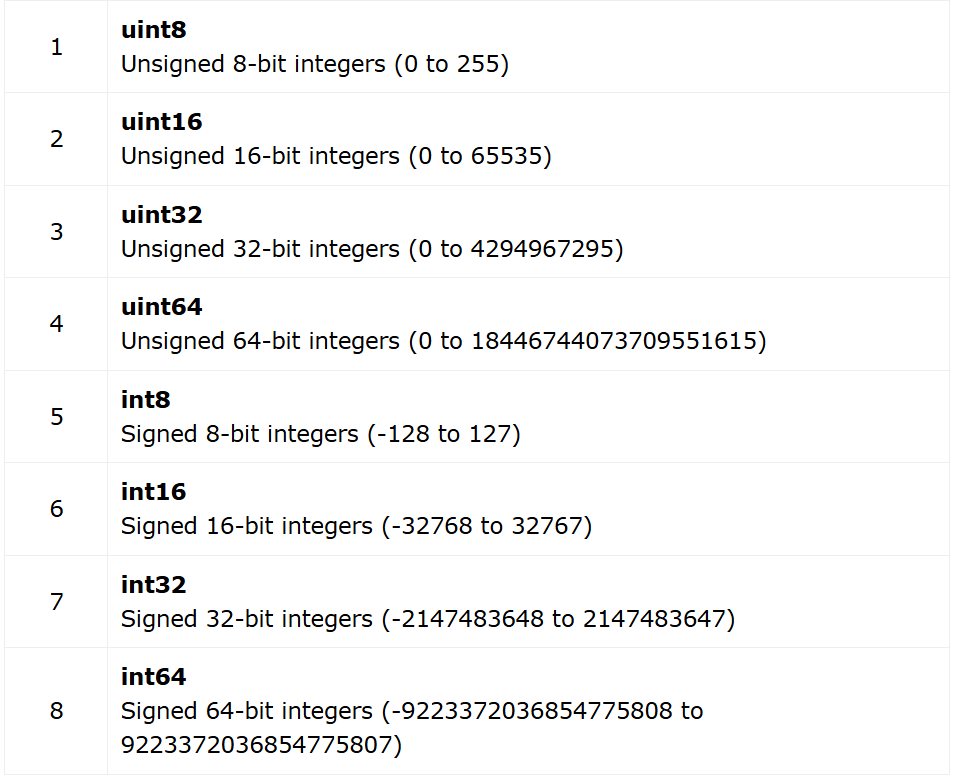 1
uint8
Unsigned 8-bit integers (0 to 255)
2
uint16
Unsigned 16-bit integers (0 to 65535)
3
uint32
Unsigned 32-bit integers (0 to 4294967295)
4
uint64
Unsigned 64-bit integers (0 to 18446744073709551615)
5
int8
Signed 8-bit integers (-128 to 127)
6
int16
Signed 16-bit integers (-32768 to 32767)
7
int32
Signed 32-bit integers (-2147483648 to 2147483647)
8
int64
Signed 64-bit integers (-9223372036854775808 to
9223372036854775807)